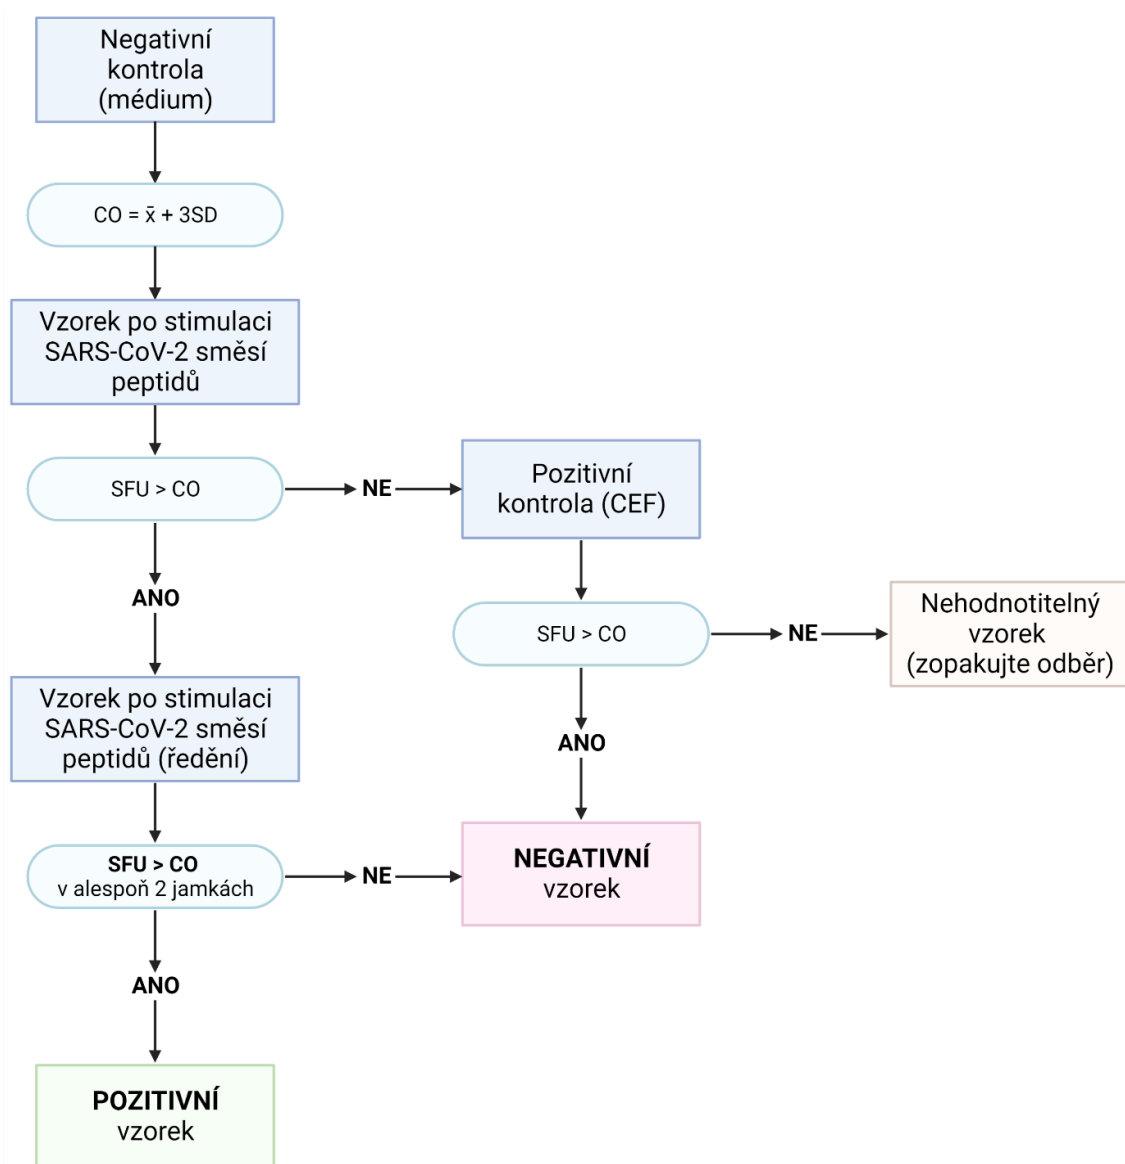 Negativní
kontrola
(médium)
CO = x̄ + 3SD
Vzorek po stimulaci
SARS-CoV-2 směsí
peptidů
SFU > CO
NE
Pozitivní
kontrola (CEF)
ANO
SFU > CO
NE
Nehodnotitelný
vzorek
(zopakujte odběr)
Vzorek po stimulaci
SARS-CoV-2 směsí
peptidů (ředění)
ANO
SFU > CO
v alespoň 2 jamkách
NE
NEGATIVNÍ
vzorek
ANO
POZITIVNÍ
vzorek